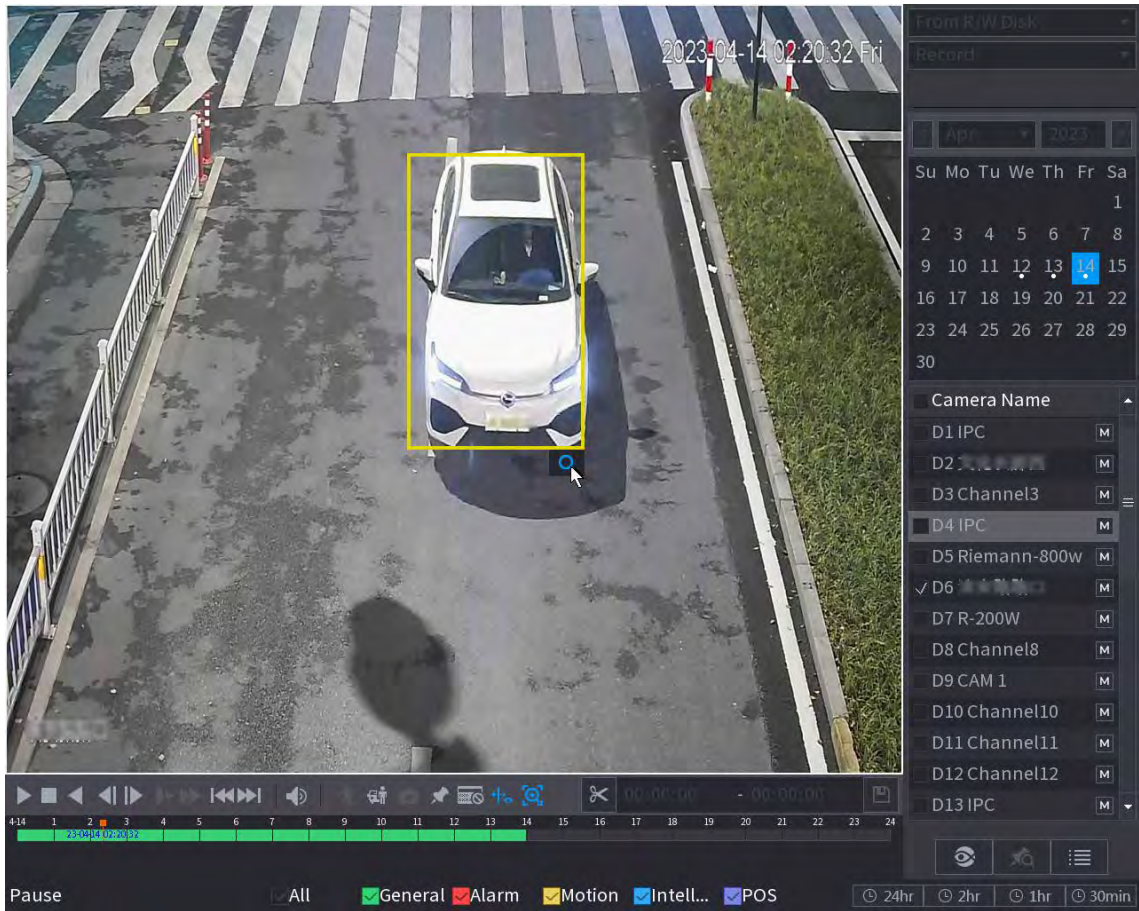 2023-04-14 02:20:32 Fri
From R/W Disk
Record
Apr 2023
Su Mo Tu We Th Fr Sa
1
2 3 4 5 6 7 8
9 10 11 12 13 14 15
16 17 18 19 20 21 22
23 24 25 26 27 28 29
30
Camera Name
D1 IPC M
D2 M
D3 Channel3 M
D4 IPC M
D5 Riemann-800w M
D6 M
D7 R-200W M
D8 Channel8 M
D9 CAM 1 M
D10 Channel10 M
D11 Channel11 M
D12 Channel12 M
D13 IPC M
00:00:00 - 00:00:00
4-14 1 2 3 4 5 6 7 8 9 10 11 12 13 14 15 16 17 18 19 20 21 22 23 24
23-04-14 02:20:32
Pause
All General Alarm Motion Intell... POS
24hr 2hr 1hr 30min